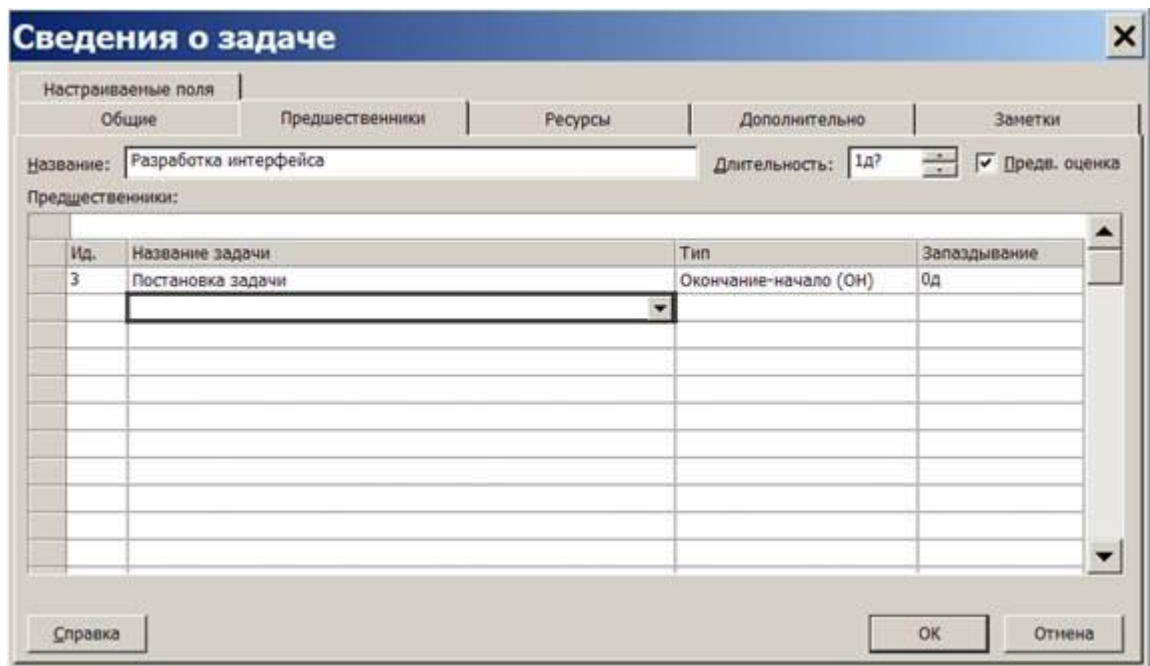 Сведения о задаче
Настраиваемые поля
Общие Предшественники Ресурсы Дополнительно Заметки
Название: Разработка интерфейса Длительность: 1д? Предв. оценка
Предшественники:
Ид. Название задачи Тип Запаздывание
3 Постановка задачи Окончание-начало (ОН) 0д
Справка ОК Отмена